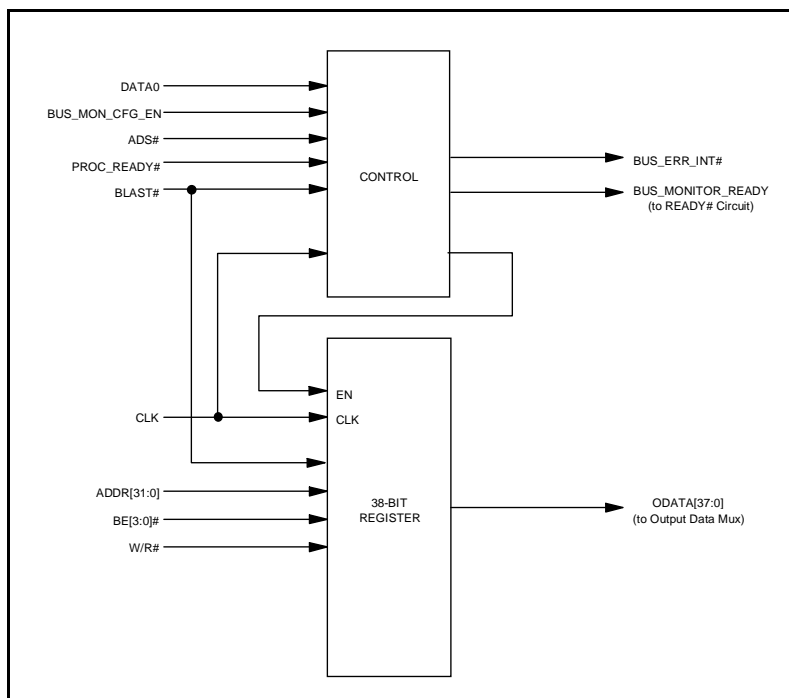 DATA0
BUS_MON_CFG_EN
ADS#
PROC_READY#
BLAST#
CONTROL
BUS_ERR_INT#
BUS_MONITOR_READY
(to READY# Circuit)
EN
CLK
CLK
ADDR[31:0]
BE[3:0]#
W/R#
38-BIT
REGISTER
ODATA[37:0]
(to Output Data Mux)